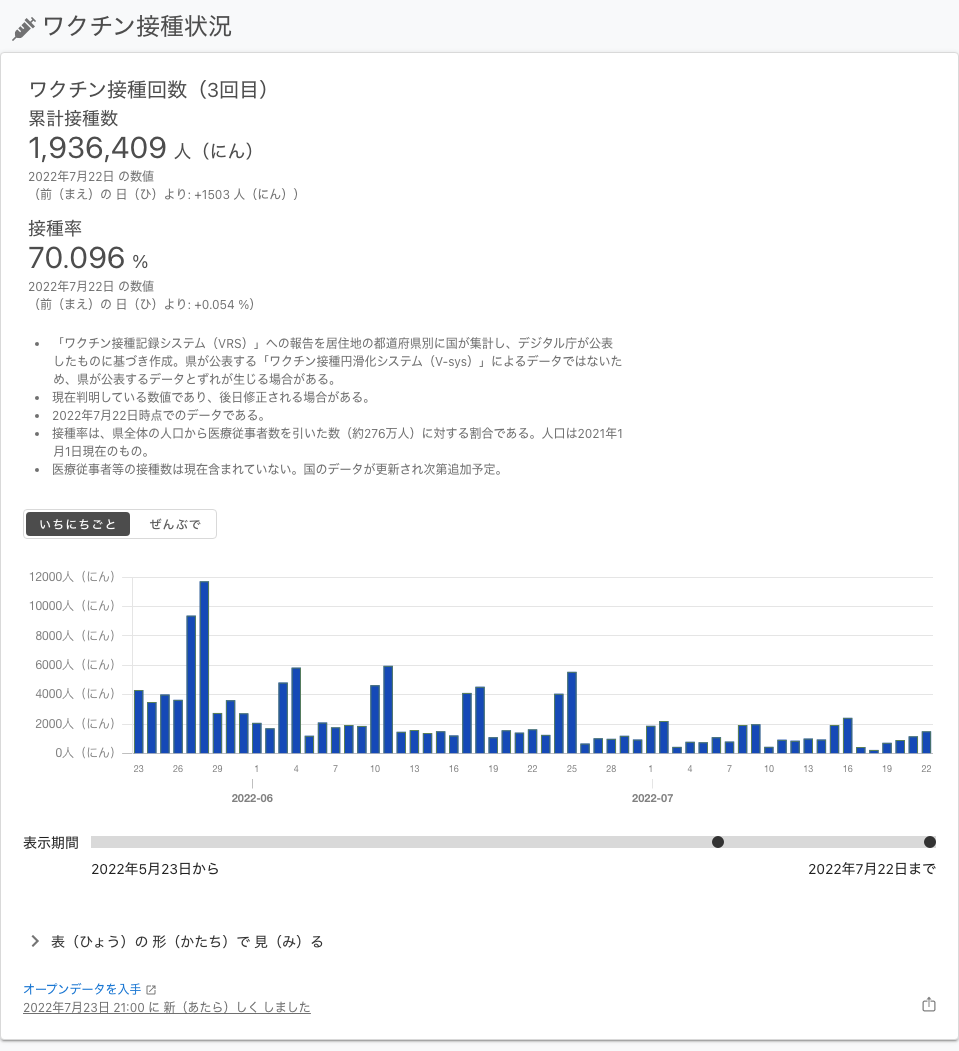 ワクチン接種状況
ワクチン接種回数（3回目）
累計接種数
1,936,409 人（にん）
2022年7月22日 の数値
（前（まえ）の 日（ひ）より: +1503 人（にん））
接種率
70.096 %
2022年7月22日 の数値
（前（まえ）の 日（ひ）より: +0.054 %）
• 「ワクチン接種記録システム（VRS）」への報告を居住地の都道府県別に国が集計し、デジタル庁が公表
したものに基づき作成。県が公表する「ワクチン接種円滑化システム（V-sys）」によるデータではないた
め、県が公表するデータとずれが生じる場合がある。
• 現在判明している数値であり、後日修正される場合がある。
• 2022年7月22日時点でのデータである。
• 接種率は、県全体の人口から医療従事者数を引いた数（約276万人）に対する割合である。人口は2021年1
月1日現在のもの。
• 医療従事者等の接種数は現在含まれていない。国のデータが更新され次第追加予定。
いちにちごと ぜんぶで
12000人（にん）
10000人（にん）
8000人（にん）
6000人（にん）
4000人（にん）
2000人（にん）
0人（にん）
23 26 29 1 4 7 10 13 16 19 22 25 28 1 4 7 10 13 16 19 22
2022-06 2022-07
表示期間
2022年5月23日から 2022年7月22日まで
表（ひょう）の 形（かたち）で 見（み）る
オープンデータを入手
2022年7月23日 21:00 に 新（あたら）しく しました